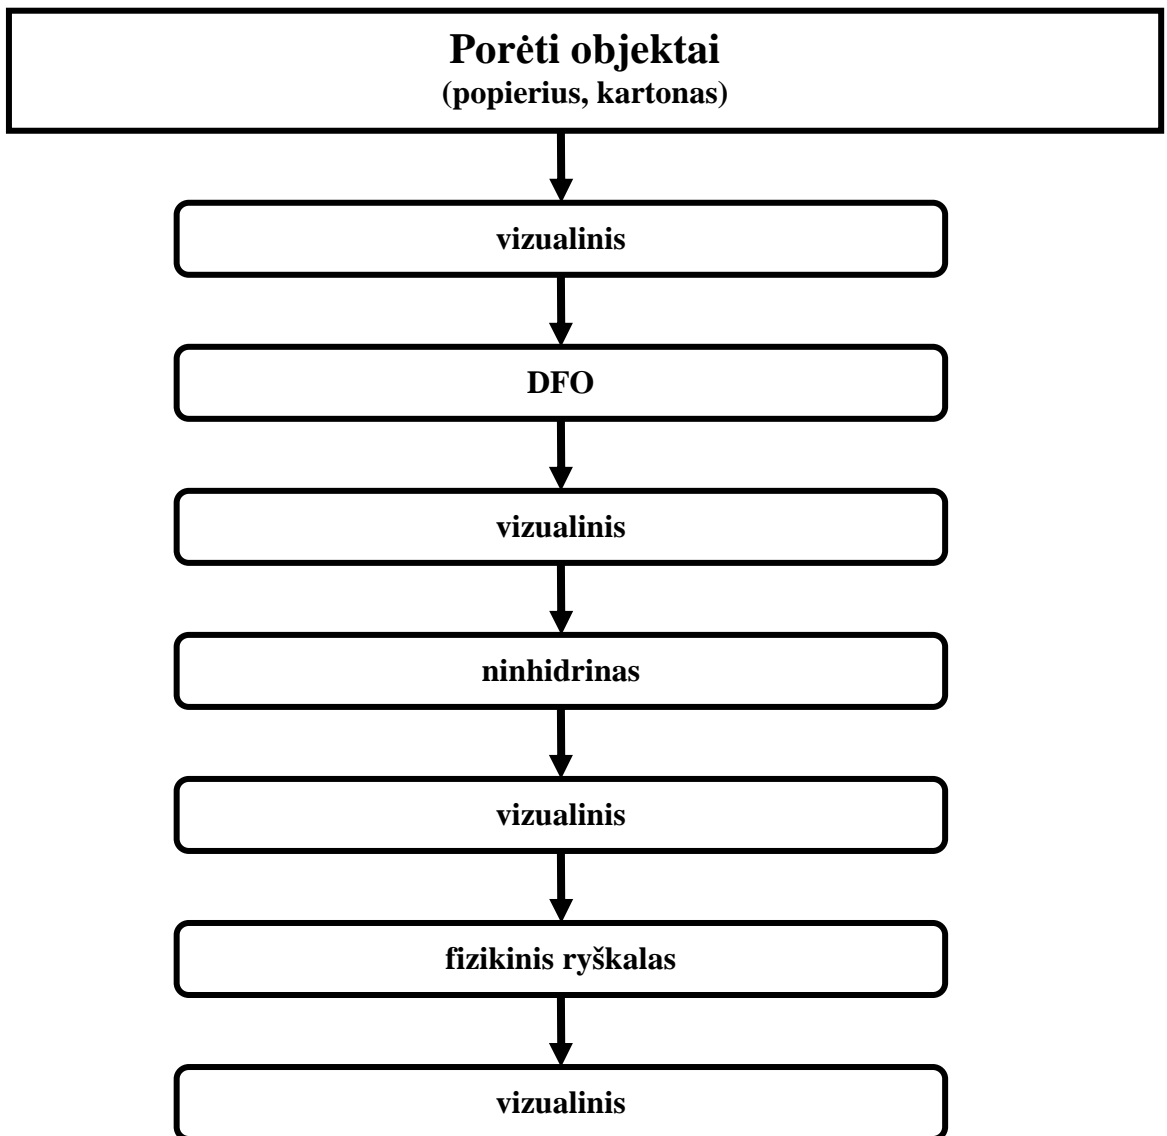 Porėti objektai
(popierius, kartonas)
vizualinis
DFO
vizualinis
ninhidrinas
vizualinis
fizikinis ryškalas
vizualinis